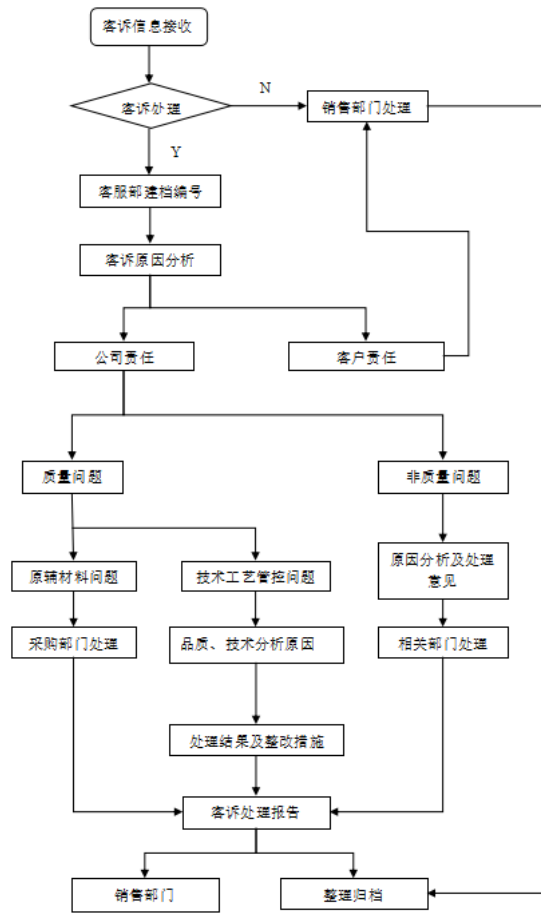 客诉信息接收
客诉处理
N
销售部门处理
Y
客服部建档编号
客诉原因分析
公司责任
客户责任
质量问题
非质量问题
原辅材料问题
技术工艺管控问题
原因分析及处理
意见
采购部门处理
品质、技术分析原因
相关部门处理
处理结果及整改措施
客诉处理报告
销售部门
整理归档